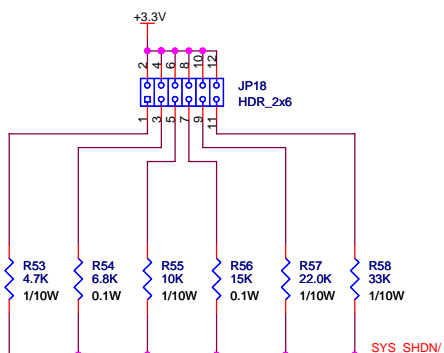 +3.3V
2 4 6 8 10 12
JP18
HDR_2x6
1 3 5 7 9 11
R53
4.7K
1/10W
R54
6.8K
0.1W
R55
10K
1/10W
R56
15K
0.1W
R57
22.0K
1/10W
R58
33K
1/10W
SYS_SHDN/